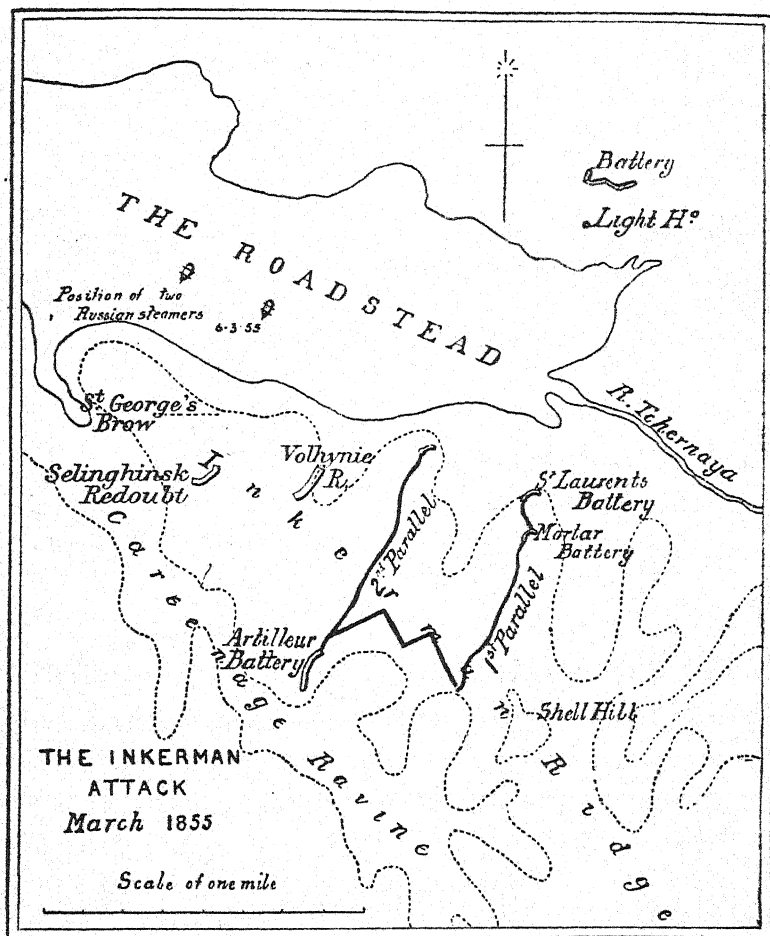 Battery
Light Hº
THE ROADSTEAD
Position of two
Russian steamers
6·3·55
R. Tchernaya
Sᵗ George's
Brow
Volhynie
R.
Selinghinsk
Redoubt
Sᵗ Laurents
Battery
Mortar
Battery
2ⁿᵈ Parallel
1ˢᵗ Parallel
Artilleur
Battery
Shell Hill
Inkerman Ridge
Careenage Ravine
THE INKERMAN
ATTACK
March 1855
Scale of one mile